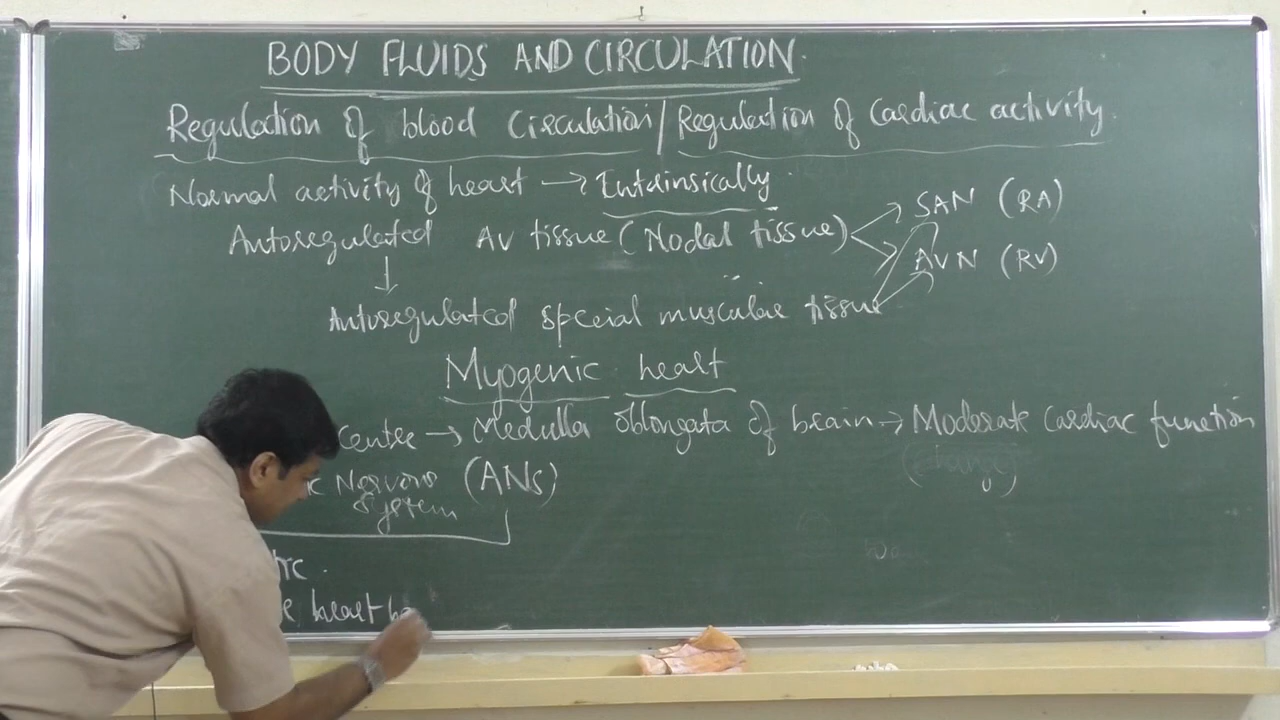 BODY FLUIDS AND CIRCULATION
Regulation of blood Circulation / Regulation of Cardiac activity.
Normal activity of heart → Intrinsically.
Autoregulated AV tissue (Nodal tissue) SAN (RA)
AVN (RV)
↓
Autoregulated special muscular tissue
Myogenic heart
Centre → Medulla oblongata of brain → Moderate Cardiac function
(change)
Nervous System (ANS)
heart